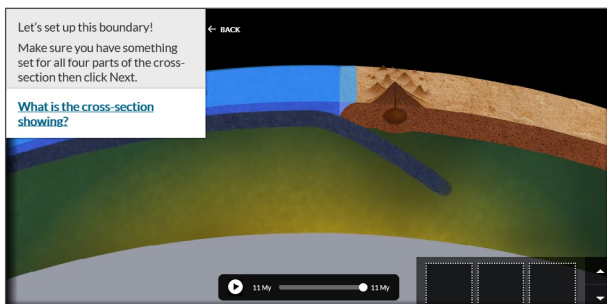 Let's set up this boundary!
Make sure you have something
set for all four parts of the cross-
section then click Next.
What is the cross-section
showing?
← BACK
11 My
11 My